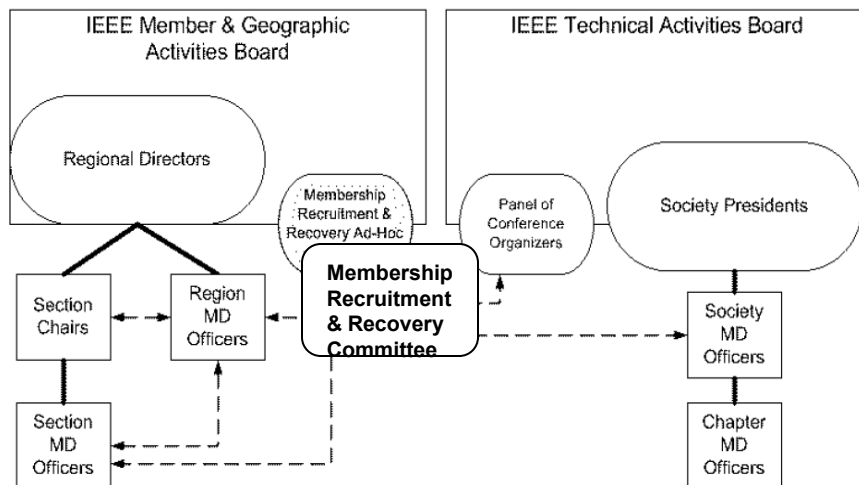 IEEE Member & Geographic
Activities Board
IEEE Technical Activities Board
Regional Directors
Membership
Recruitment &
Recovery Ad-Hoc
Panel of
Conference
Organizers
Society Presidents
Membership
Recruitment
& Recovery
Committee
Section
Chairs
Region
MD
Officers
Society
MD
Officers
Section
MD
Officers
Chapter
MD
Officers